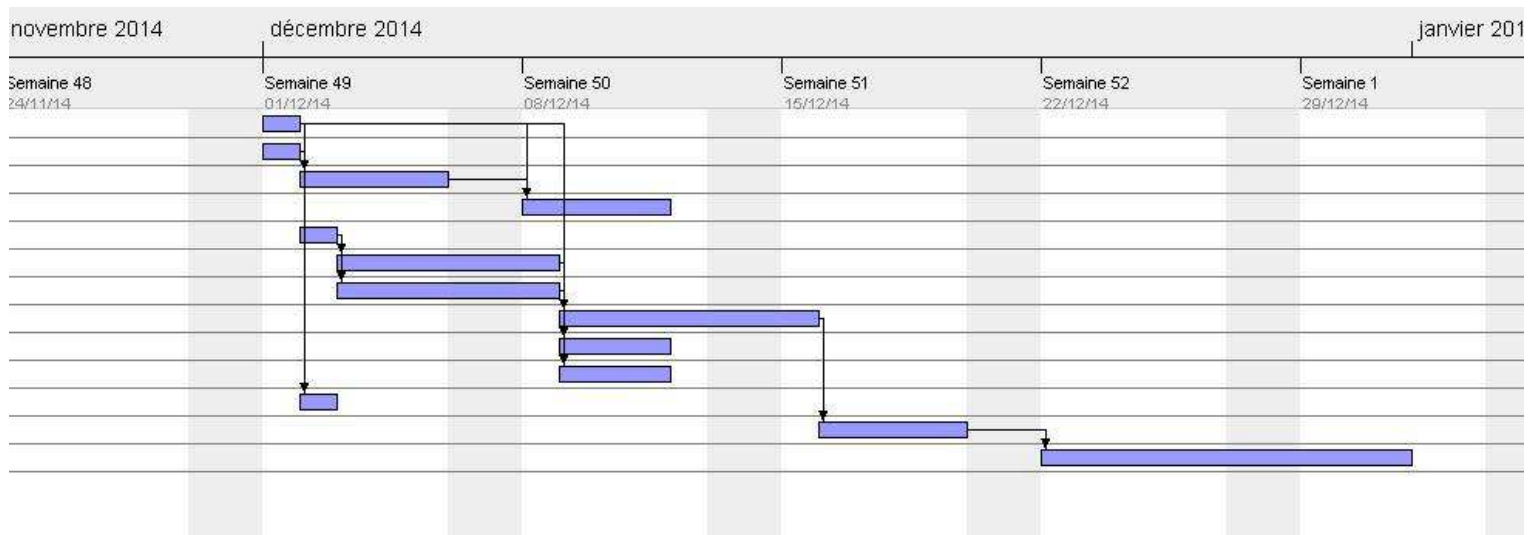 novembre 2014 décembre 2014 janvier 201
Semaine 48 Semaine 49 Semaine 50 Semaine 51 Semaine 52 Semaine 1
24/11/14 01/12/14 08/12/14 15/12/14 22/12/14 29/12/14